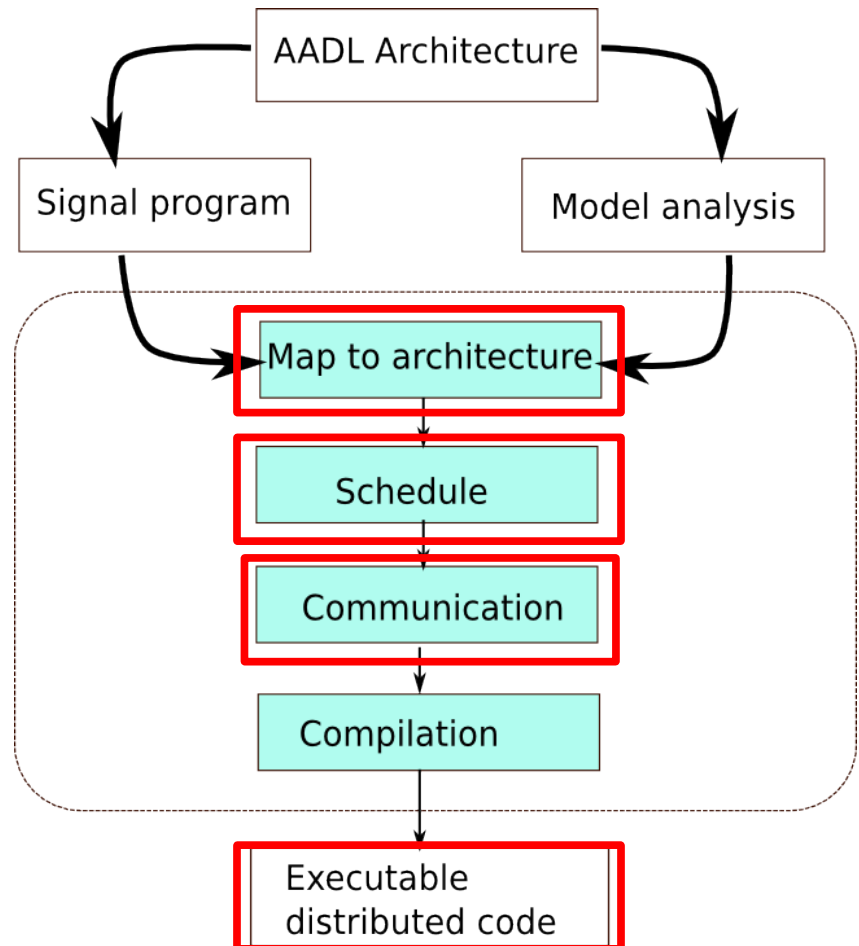 AADL Architecture
Signal program
Model analysis
Map to architecture
Schedule
Communication
Compilation
Executable
distributed code